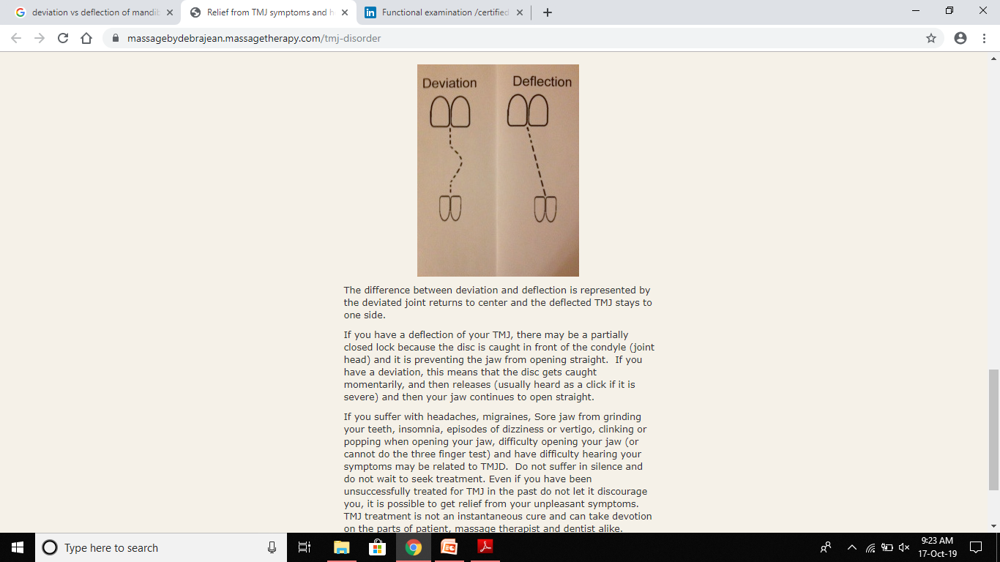 deviation vs deflection of mandib
Relief from TMJ symptoms and h
Functional examination /certified
massagebydebrajean.massagetherapy.com/tmj-disorder
Deviation
Deflection
The difference between deviation and deflection is represented by
the deviated joint returns to center and the deflected TMJ stays to
one side.
If you have a deflection of your TMJ, there may be a partially
closed lock because the disc is caught in front of the condyle (joint
head) and it is preventing the jaw from opening straight.  If you
have a deviation, this means that the disc gets caught
momentarily, and then releases (usually heard as a click if it is
severe) and then your jaw continues to open straight.
If you suffer with headaches, migraines, Sore jaw from grinding
your teeth, insomnia, episodes of dizziness or vertigo, clinking or
popping when opening your jaw, difficulty opening your jaw (or
cannot do the three finger test) and have difficulty hearing your
symptoms may be related to TMJD.  Do not suffer in silence and
do not wait to seek treatment. Even if you have been
unsuccessfully treated for TMJ in the past do not let it discourage
you, it is possible to get relief from your unpleasant symptoms.
TMJ treatment is not an instantaneous cure and can take devotion
on the parts of patient, massage therapist and dentist alike.
Type here to search
9:23 AM
17-Oct-19